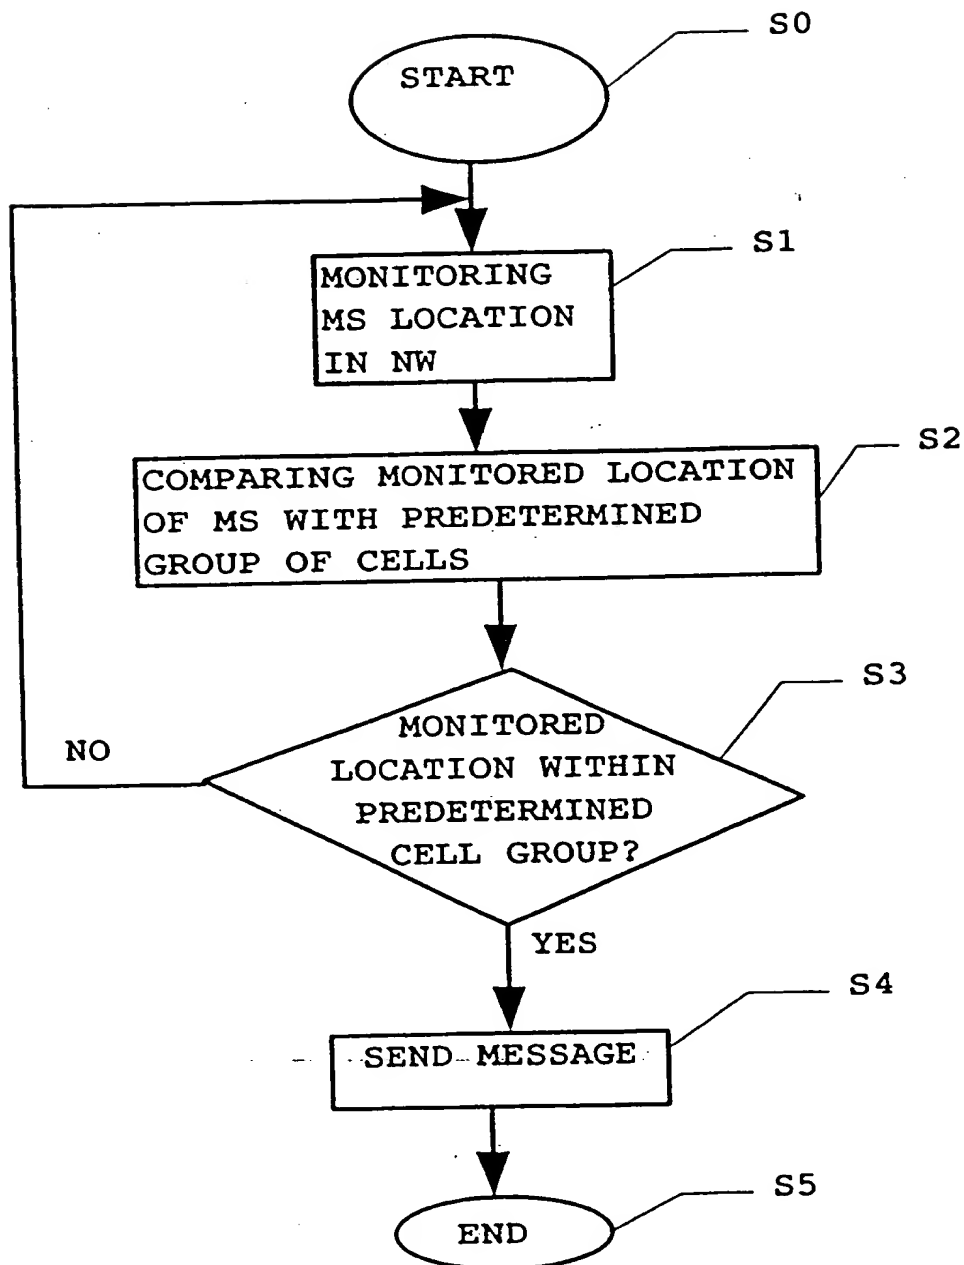 S0
START
S1
MONITORING
MS LOCATION
IN NW
S2
COMPARING MONITORED LOCATION
OF MS WITH PREDETERMINED
GROUP OF CELLS
S3
MONITORED
LOCATION WITHIN
PREDETERMINED
CELL GROUP?
NO
YES
S4
SEND MESSAGE
S5
END